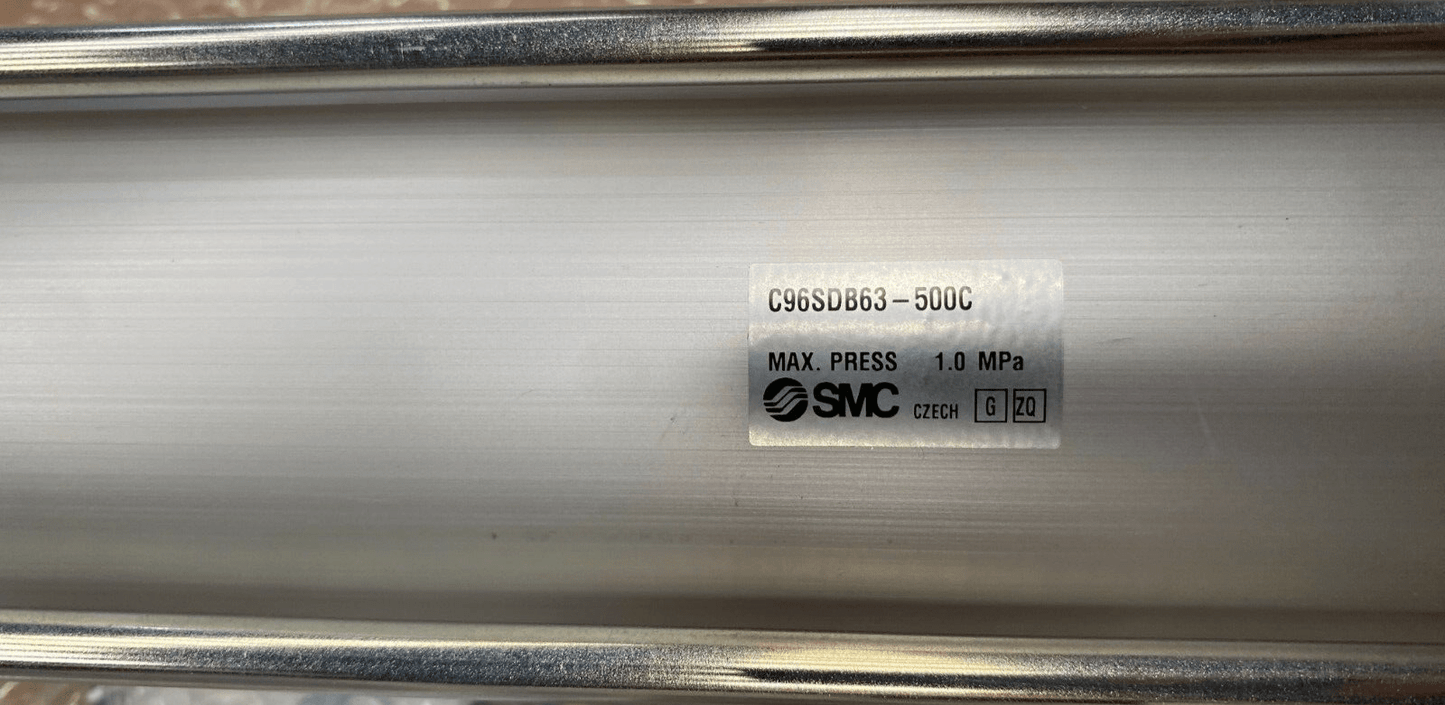 C96SDB63-500C
MAX. PRESS 1.0 MPa
SMC CZECH G ZQ